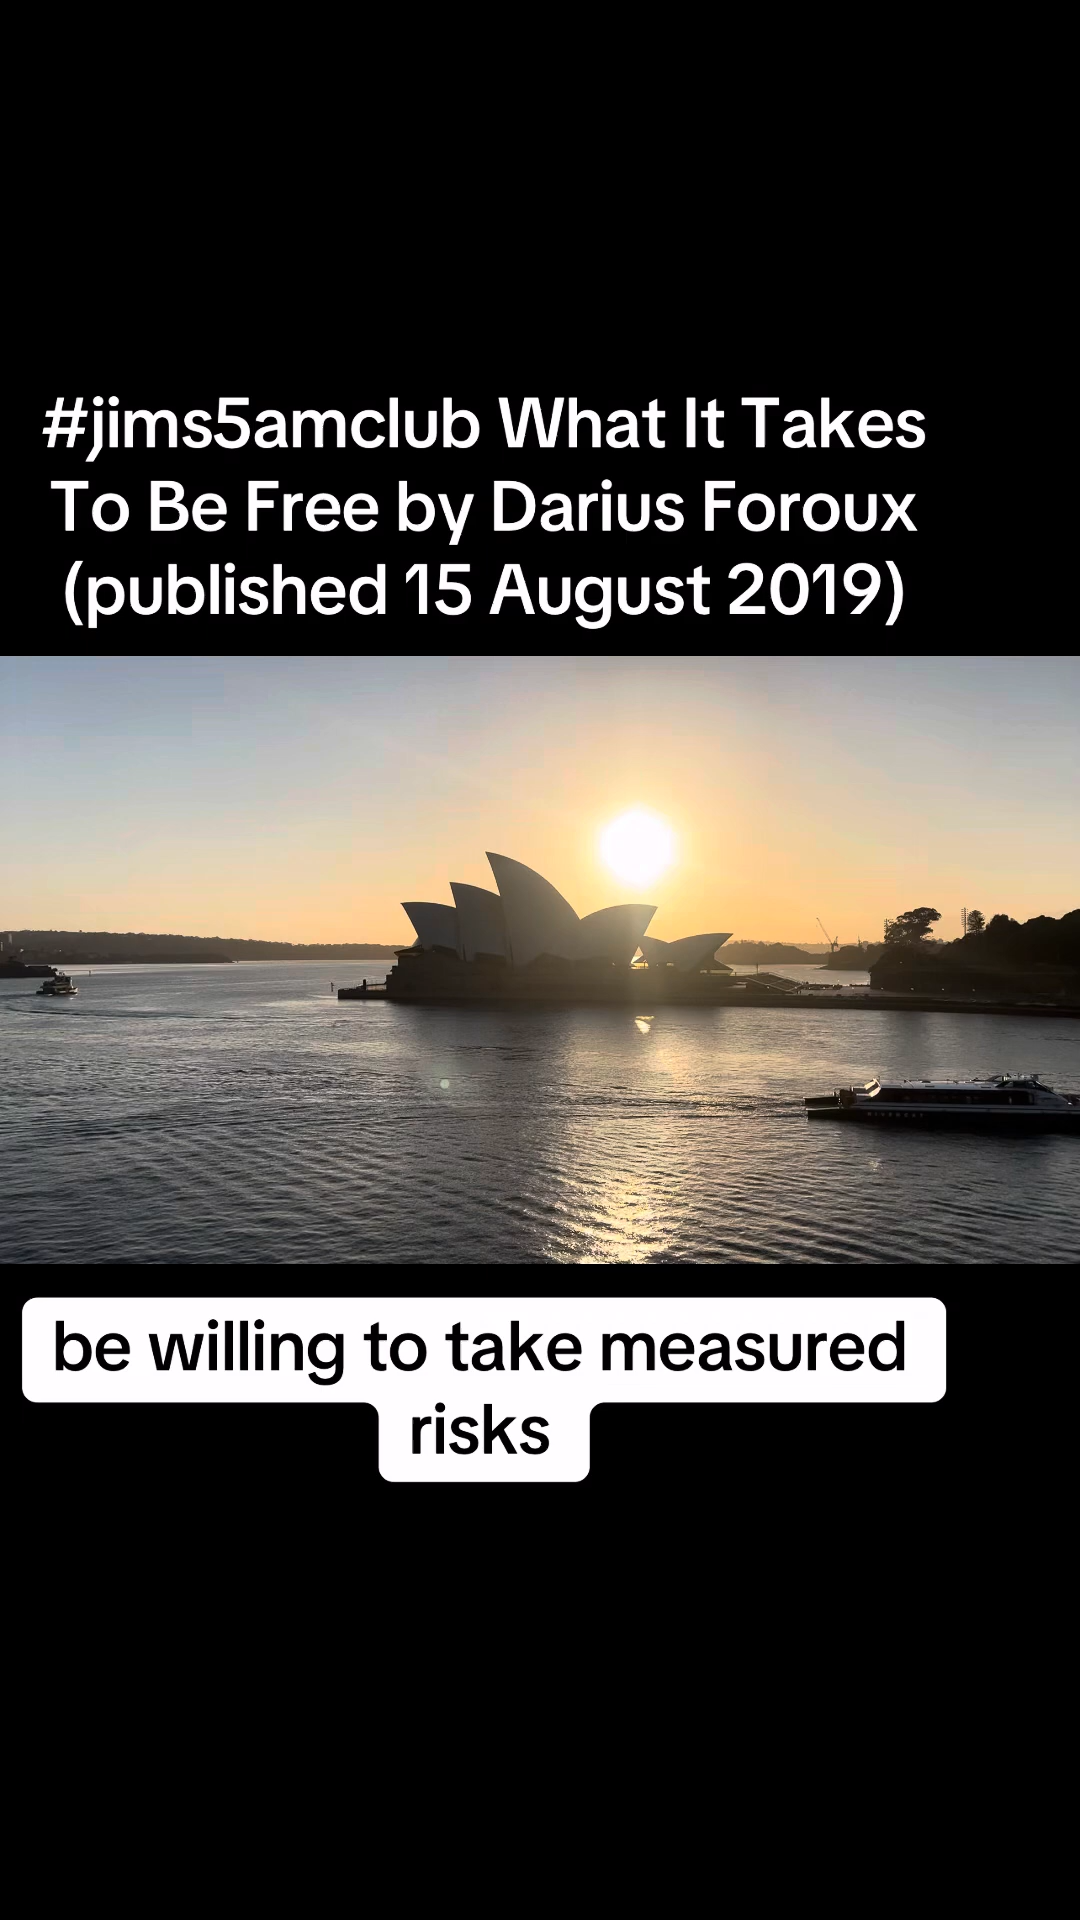 #jims5amclub What It Takes
To Be Free by Darius Foroux
(published 15 August 2019)
be willing to take measured
risks